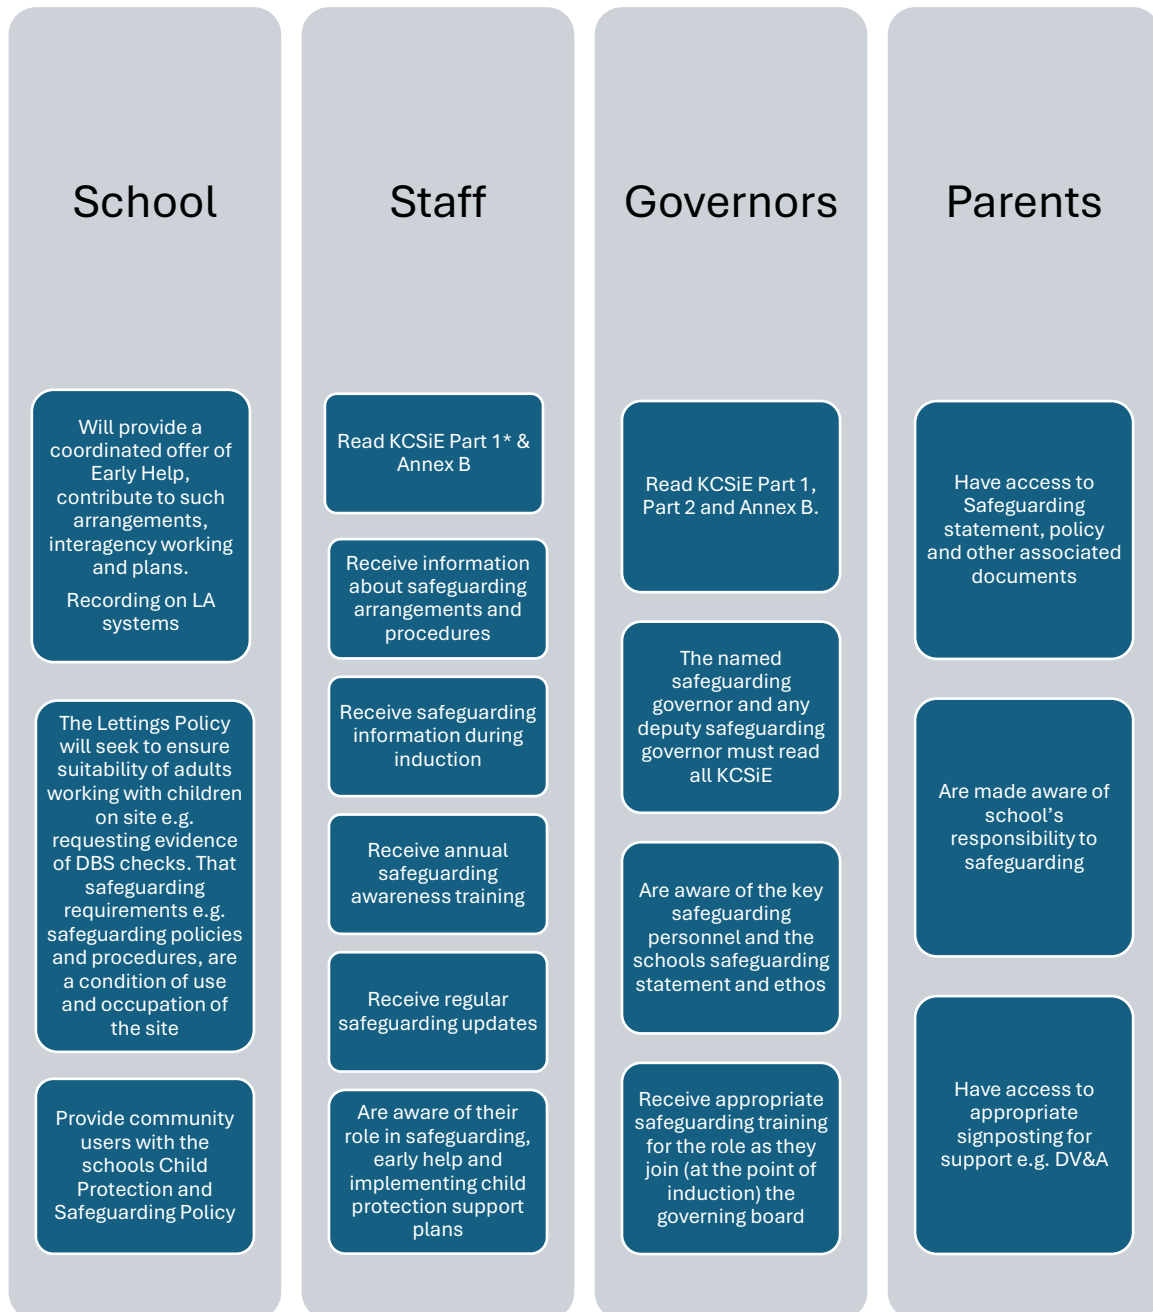 School
Will provide a
coordinated offer of
Early Help,
contribute to such
arrangements,
interagency working
and plans.
Recording on LA
systems
The Lettings Policy
will seek to ensure
suitability of adults
working with children
on site e.g.
requesting evidence
of DBS checks. That
safeguarding
requirements e.g.
safeguarding policies
and procedures, are
a condition of use
and occupation of
the site
Provide community
users with the
schools Child
Protection and
Safeguarding Policy
Staff
Read KCSiE Part 1* &
Annex B
Receive information
about safeguarding
arrangements and
procedures
Receive safeguarding
information during
induction
Receive annual
safeguarding
awareness training
Receive regular
safeguarding updates
Are aware of their
role in safeguarding,
early help and
implementing child
protection support
plans
Governors
Read KCSiE Part 1,
Part 2 and Annex B.
The named
safeguarding
governor and any
deputy safeguarding
governor must read
all KCSiE
Are aware of the key
safeguarding
personnel and the
schools safeguarding
statement and ethos
Receive appropriate
safeguarding training
for the role as they
join (at the point of
induction) the
governing board
Parents
Have access to
Safeguarding
statement, policy
and other associated
documents
Are made aware of
school’s
responsibility to
safeguarding
Have access to
appropriate
signposting for
support e.g. DV&A